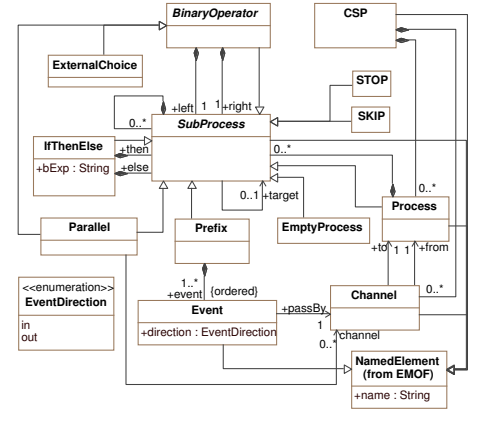 BinaryOperator
CSP
ExternalChoice
STOP
+left 1 1 +right
SKIP
0..*
SubProcess
IfThenElse
+bExp : String
+then
+else
0..*
0..*
0..1 +target
Process
Parallel
Prefix
EmptyProcess
+to 1 1 +from
<<enumeration>>
EventDirection
in
out
1..*
+event
{ordered}
Event
+direction : EventDirection
+passBy
1
Channel
0..*
channel
0..*
NamedElement
(from EMOF)
+name : String